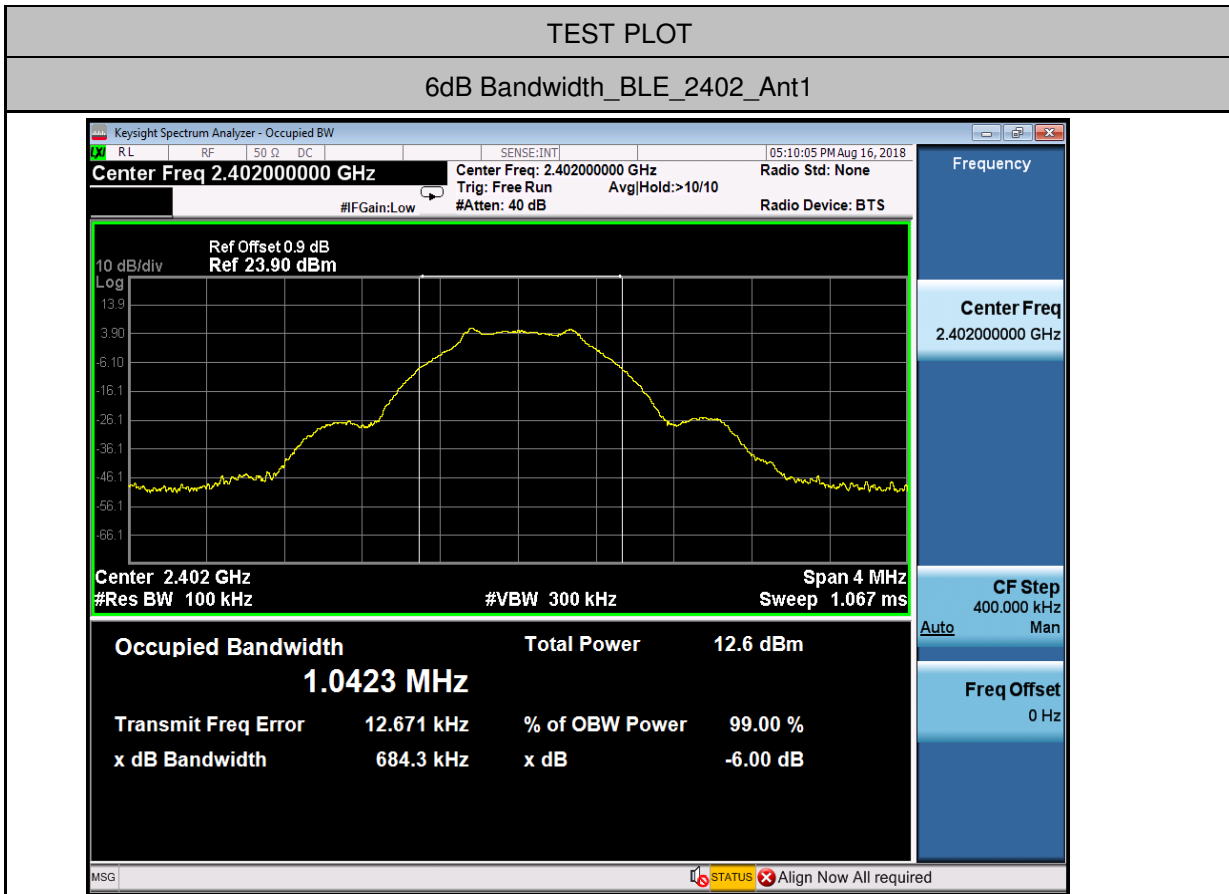 TEST PLOT
6dB Bandwidth_BLE_2402_Ant1
Keysight Spectrum Analyzer - Occupied BW
LXI RL RF 50 Ω DC SENSE:INT 05:10:05 PM Aug 16, 2018
Center Freq 2.402000000 GHz
Center Freq: 2.402000000 GHz Radio Std: None
Trig: Free Run Avg|Hold:>10/10
#IFGain:Low #Atten: 40 dB Radio Device: BTS
Ref Offset 0.9 dB
10 dB/div Ref 23.90 dBm
Log
13.9
3.90
-6.10
-16.1
-26.1
-36.1
-46.1
-56.1
-66.1
Center 2.402 GHz Span 4 MHz
#Res BW 100 kHz #VBW 300 kHz Sweep 1.067 ms
Occupied Bandwidth Total Power 12.6 dBm
1.0423 MHz
Transmit Freq Error 12.671 kHz % of OBW Power 99.00 %
x dB Bandwidth 684.3 kHz x dB -6.00 dB
Frequency
Center Freq
2.402000000 GHz
CF Step
400.000 kHz
Auto Man
Freq Offset
0 Hz
MSG STATUS Align Now All required